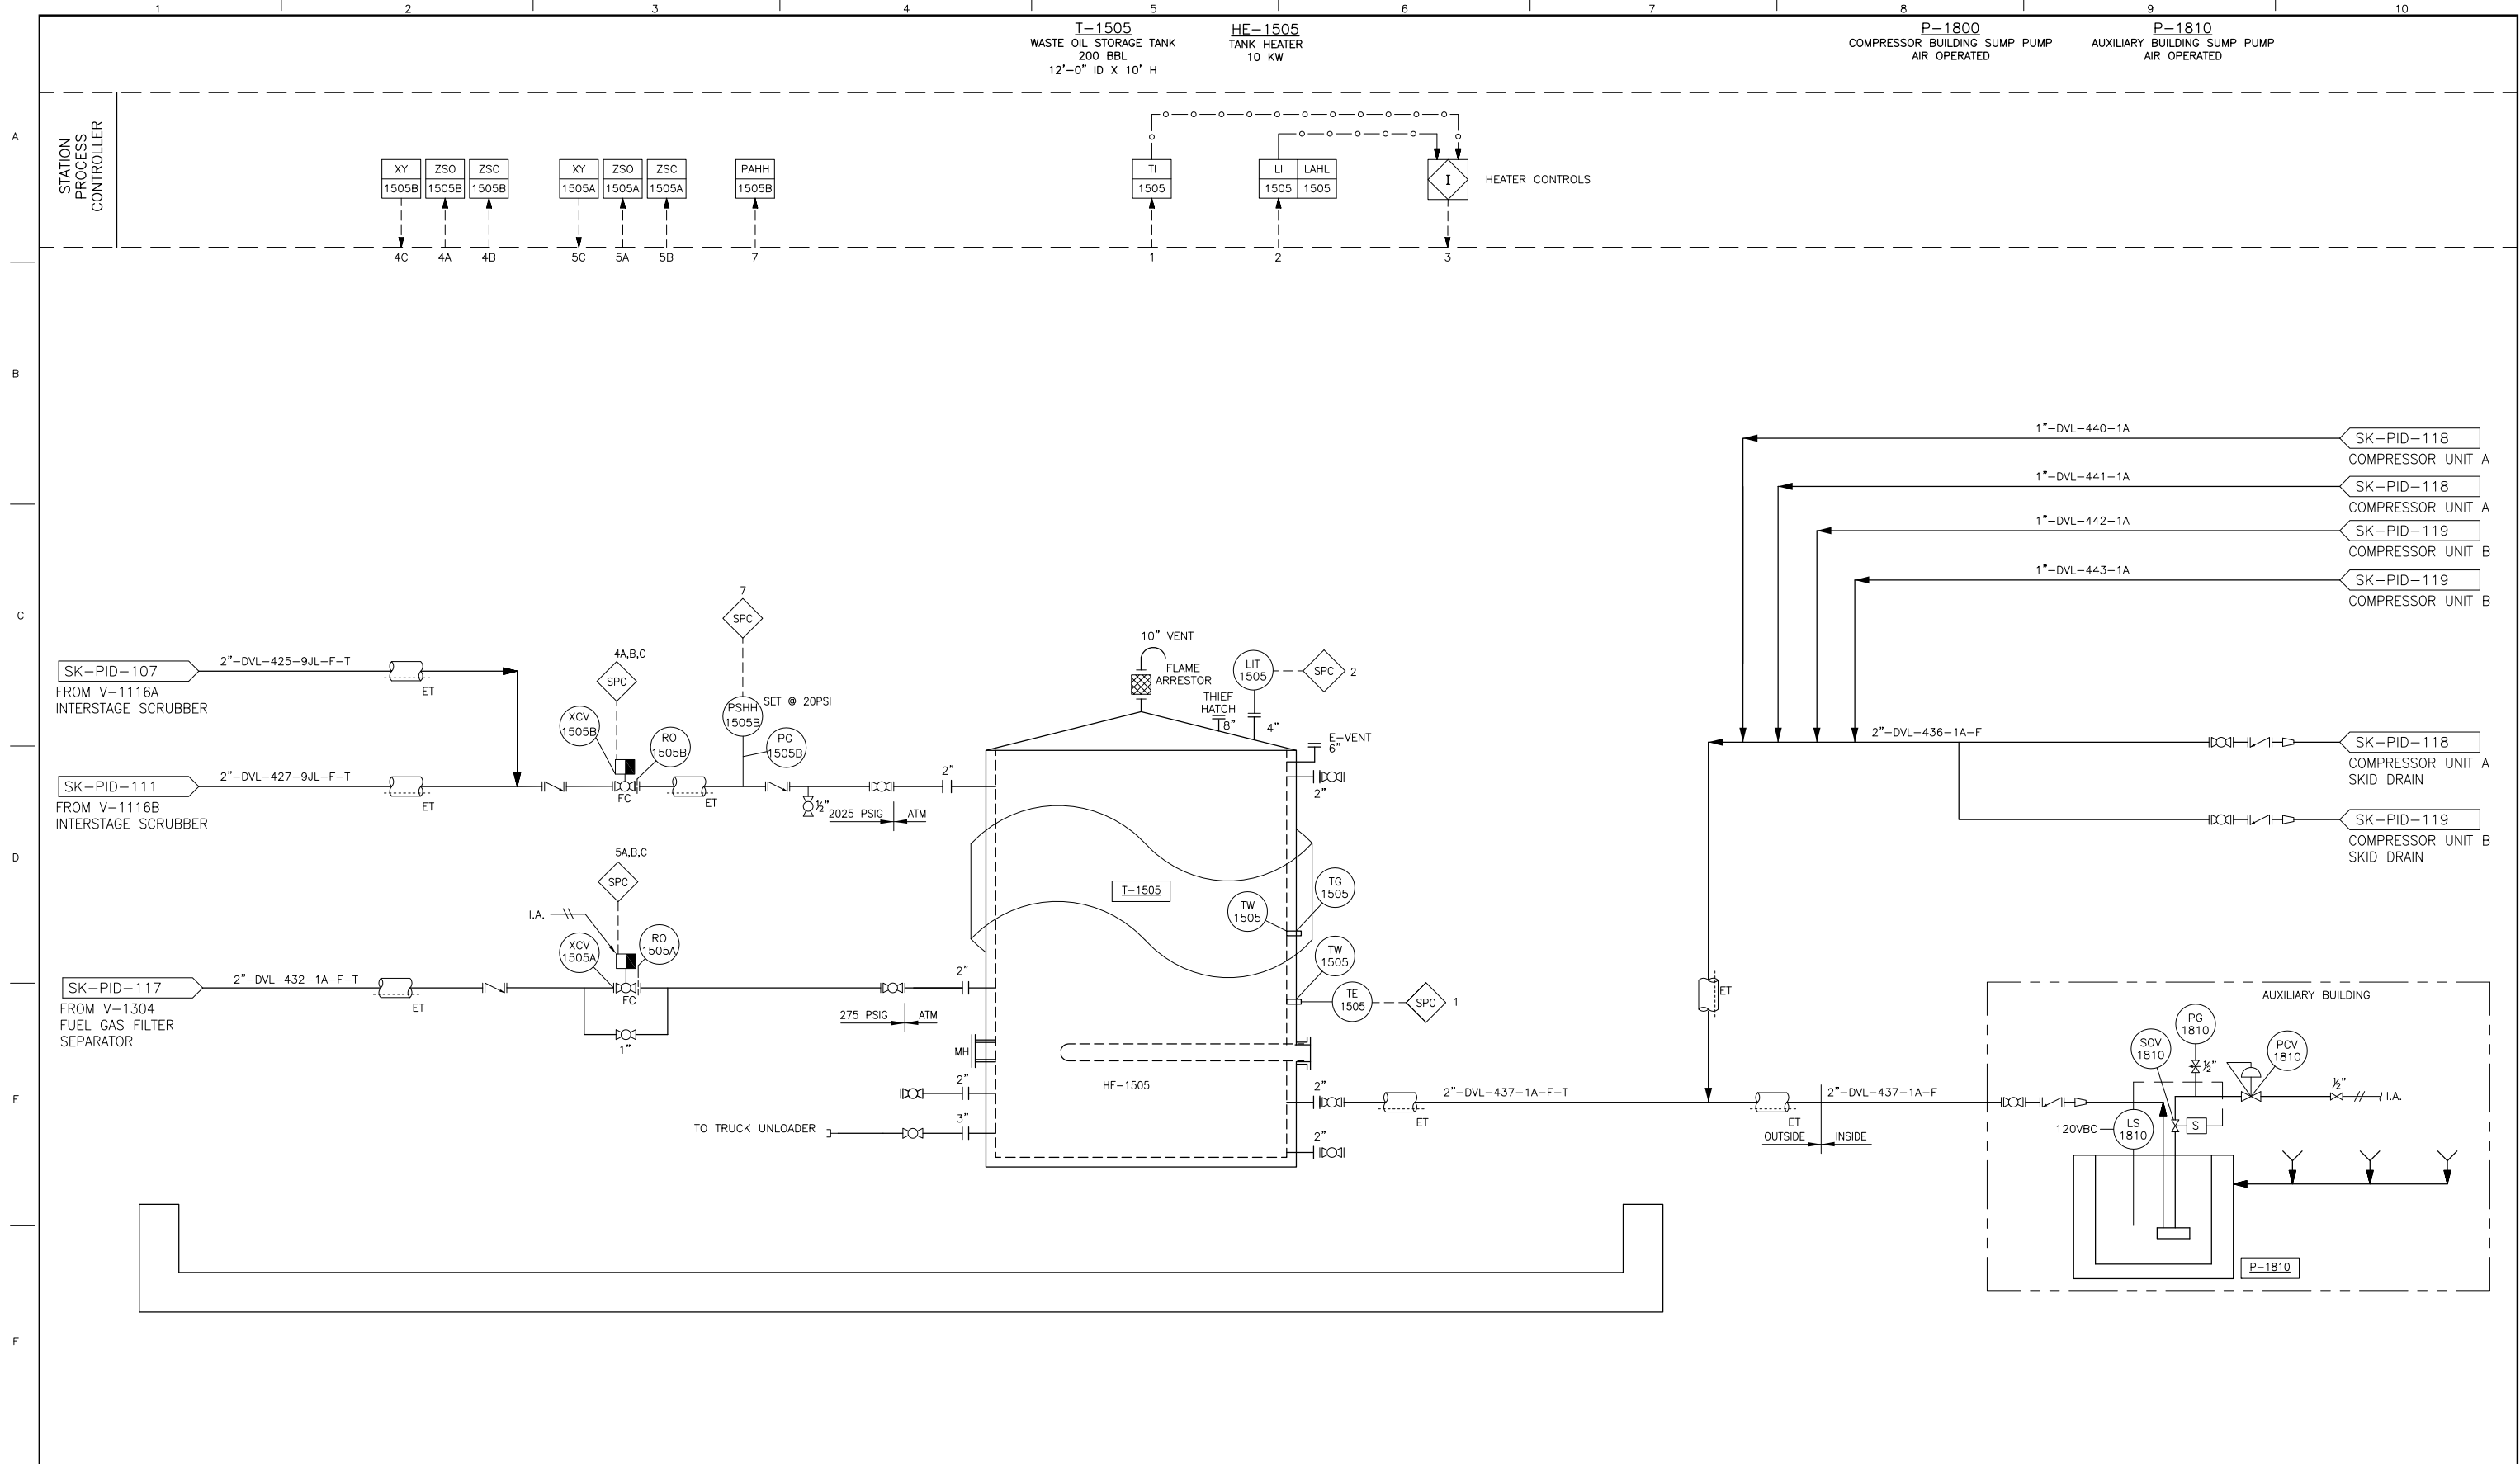 1 2 3 4 5 6 7 8 9 10
T-1505
WASTE OIL STORAGE TANK
200 BBL
12'-0" ID X 10' H
HE-1505
TANK HEATER
10 KW
P-1800
COMPRESSOR BUILDING SUMP PUMP
AIR OPERATED
P-1810
AUXILIARY BUILDING SUMP PUMP
AIR OPERATED
A
STATION
PROCESS
CONTROLLER
XY
1505B
ZSO
1505B
ZSC
1505B
XY
1505A
ZSO
1505A
ZSC
1505A
PAHH
1505B
TI
1505
LI
1505
LAHL
1505
I
HEATER CONTROLS
4C 4A 4B 5C 5A 5B 7 1 2 3
B
1"-DVL-440-1A
SK-PID-118
COMPRESSOR UNIT A
1"-DVL-441-1A
SK-PID-118
COMPRESSOR UNIT A
1"-DVL-442-1A
SK-PID-119
COMPRESSOR UNIT B
1"-DVL-443-1A
SK-PID-119
COMPRESSOR UNIT B
C
7
SPC
4A,B,C
SPC
SK-PID-107
2"-DVL-425-9JL-F-T
ET
FROM V-1116A
INTERSTAGE SCRUBBER
XCV
1505B
RO
1505B
PSHH
1505B
SET @ 20PSI
PG
1505B
10" VENT
FLAME
ARRESTOR
THIEF
HATCH
8"
LIT
1505
4"
SPC
2
E-VENT
6"
2"
2"-DVL-436-1A-F
SK-PID-118
COMPRESSOR UNIT A
SKID DRAIN
SK-PID-119
COMPRESSOR UNIT B
SKID DRAIN
SK-PID-111
2"-DVL-427-9JL-F-T
ET
FROM V-1116B
INTERSTAGE SCRUBBER
FC
ET
½"
2025 PSIG
ATM
2"
D
5A,B,C
SPC
I.A.
XCV
1505A
RO
1505A
T-1505
TG
1505
TW
1505
TW
1505
TE
1505
SPC
1
SK-PID-117
2"-DVL-432-1A-F-T
ET
FROM V-1304
FUEL GAS FILTER
SEPARATOR
FC
1"
2"
275 PSIG
ATM
MH
HE-1505
E
2"
3"
TO TRUCK UNLOADER
2"
2"-DVL-437-1A-F-T
ET
2"
ET
ET
2"-DVL-437-1A-F
OUTSIDE
INSIDE
AUXILIARY BUILDING
PG
1810
SOV
1810
PCV
1810
½"
½"
I.A.
120VBC
LS
1810
S
P-1810
F